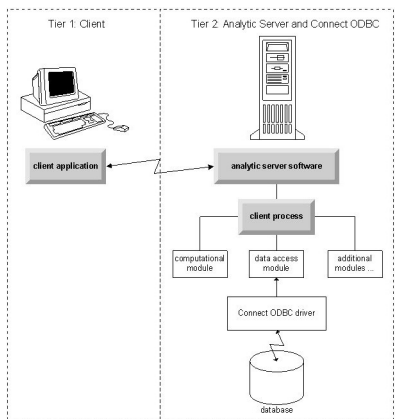 Tier 1: Client
Tier 2: Analytic Server and Connect ODBC
client application
analytic server software
client process
computational
module
data access
module
additional
modules ...
Connect ODBC driver
database